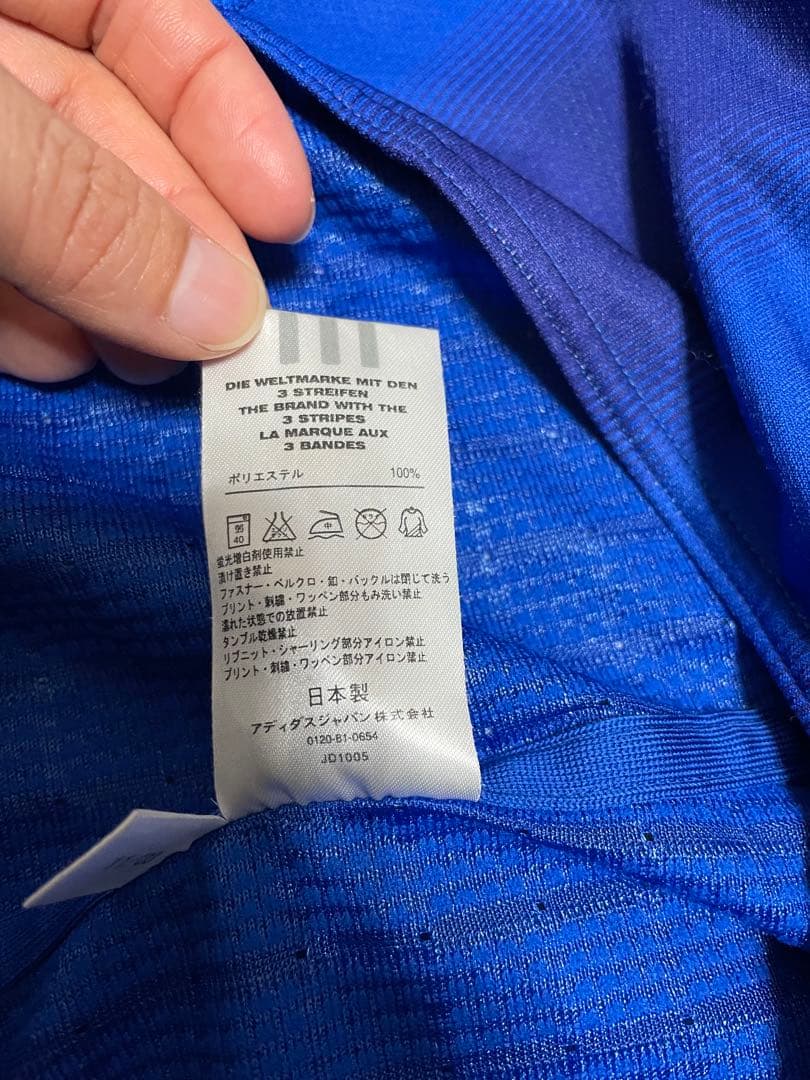 DIE WELTMARKE MIT DEN
3 STREIFEN
THE BRAND WITH THE
3 STRIPES
LA MARQUE AUX
3 BANDES
ポリエステル 100%
弱
40
中
蛍光増白剤使用禁止
漬け置き禁止
ファスナー・ベルクロ・釦・バックルは閉じて洗う
プリント・刺繍・ワッペン部分もみ洗い禁止
濡れた状態での放置禁止
タンブル乾燥禁止
リブニット・シャーリング部分アイロン禁止
プリント・刺繍・ワッペン部分アイロン禁止
日本製
アディダスジャパン株式会社
0120-81-0654
JD1005